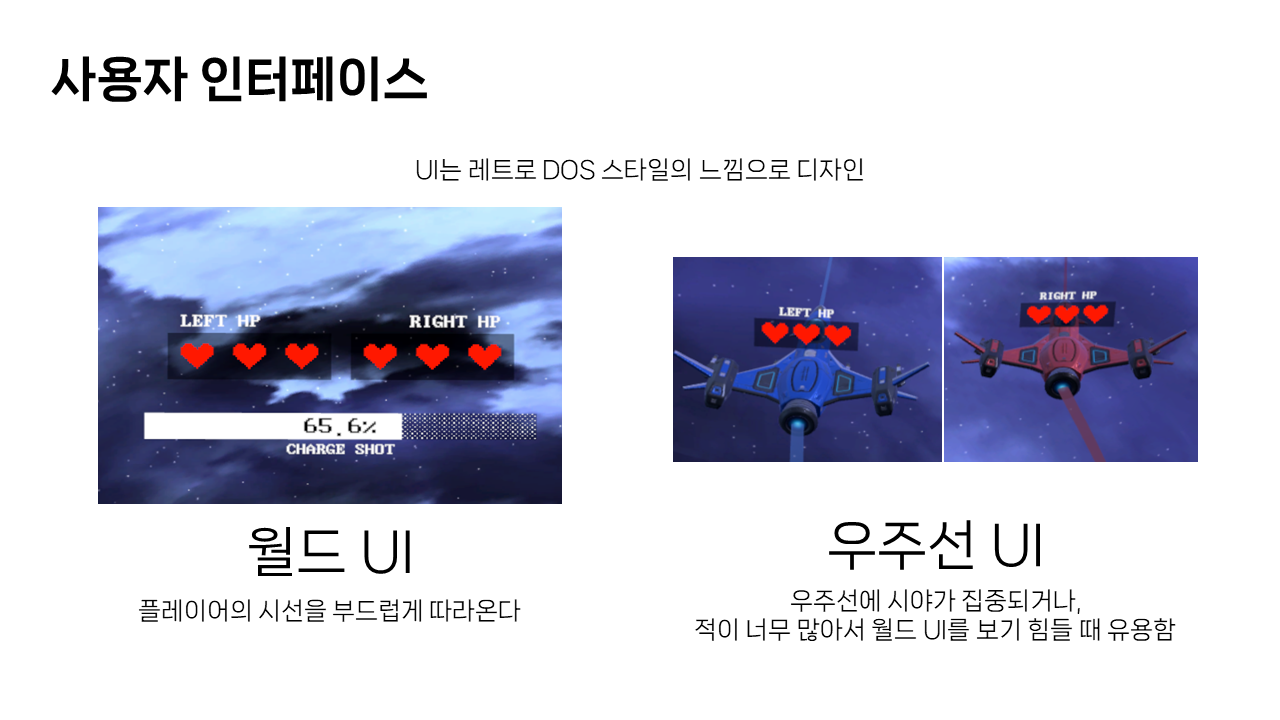 사용자 인터페이스
UI는 레트로 DOS 스타일의 느낌으로 디자인
LEFT HP
RIGHT HP
65.6%
CHARGE SHOT
LEFT HP
RIGHT HP
월드 UI
플레이어의 시선을 부드럽게 따라온다
우주선 UI
우주선에 시야가 집중되거나,
적이 너무 많아서 월드 UI를 보기 힘들 때 유용함